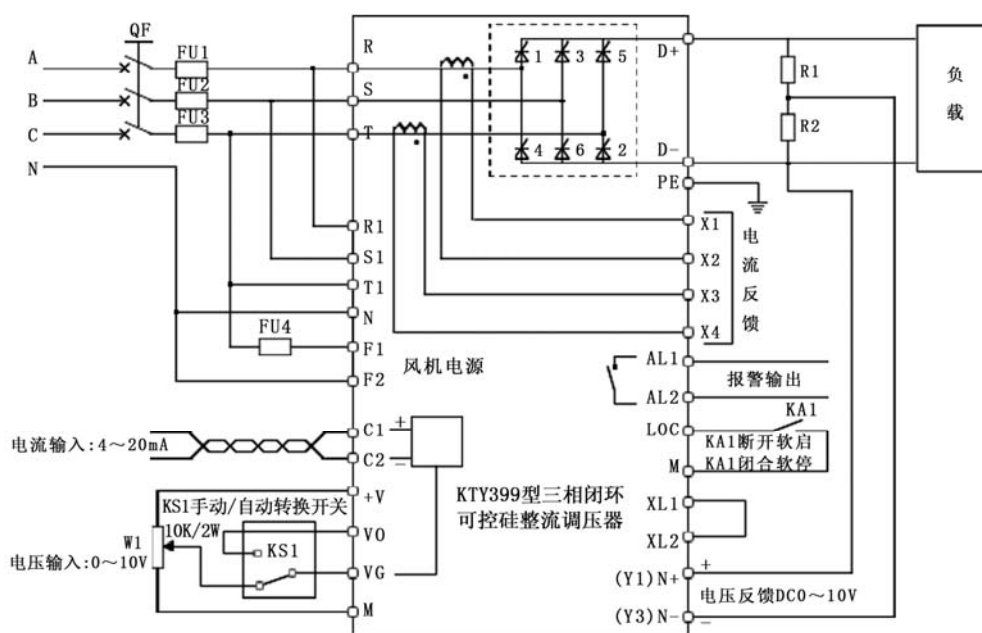 QF
A
FU1
B
FU2
C
FU3
N
R
S
T
1
3
5
4
6
2
D+
D-
PE
R1
R2
负载
R1
S1
T1
N
FU4
F1
F2
风机电源
X1
X2
X3
X4
电流反馈
AL1
AL2
报警输出
KA1
LOC
KA1断开软启
KA1闭合软停
M
电流输入:4～20mA
C1
+
C2
−
+V
KS1手动/自动转换开关
10K/2W
W1
电压输入:0～10V
KS1
VO
VG
M
KTY399型三相闭环
可控硅整流调压器
XL1
XL2
(Y1)N+
+
电压反馈DC0～10V
(Y3)N-
−